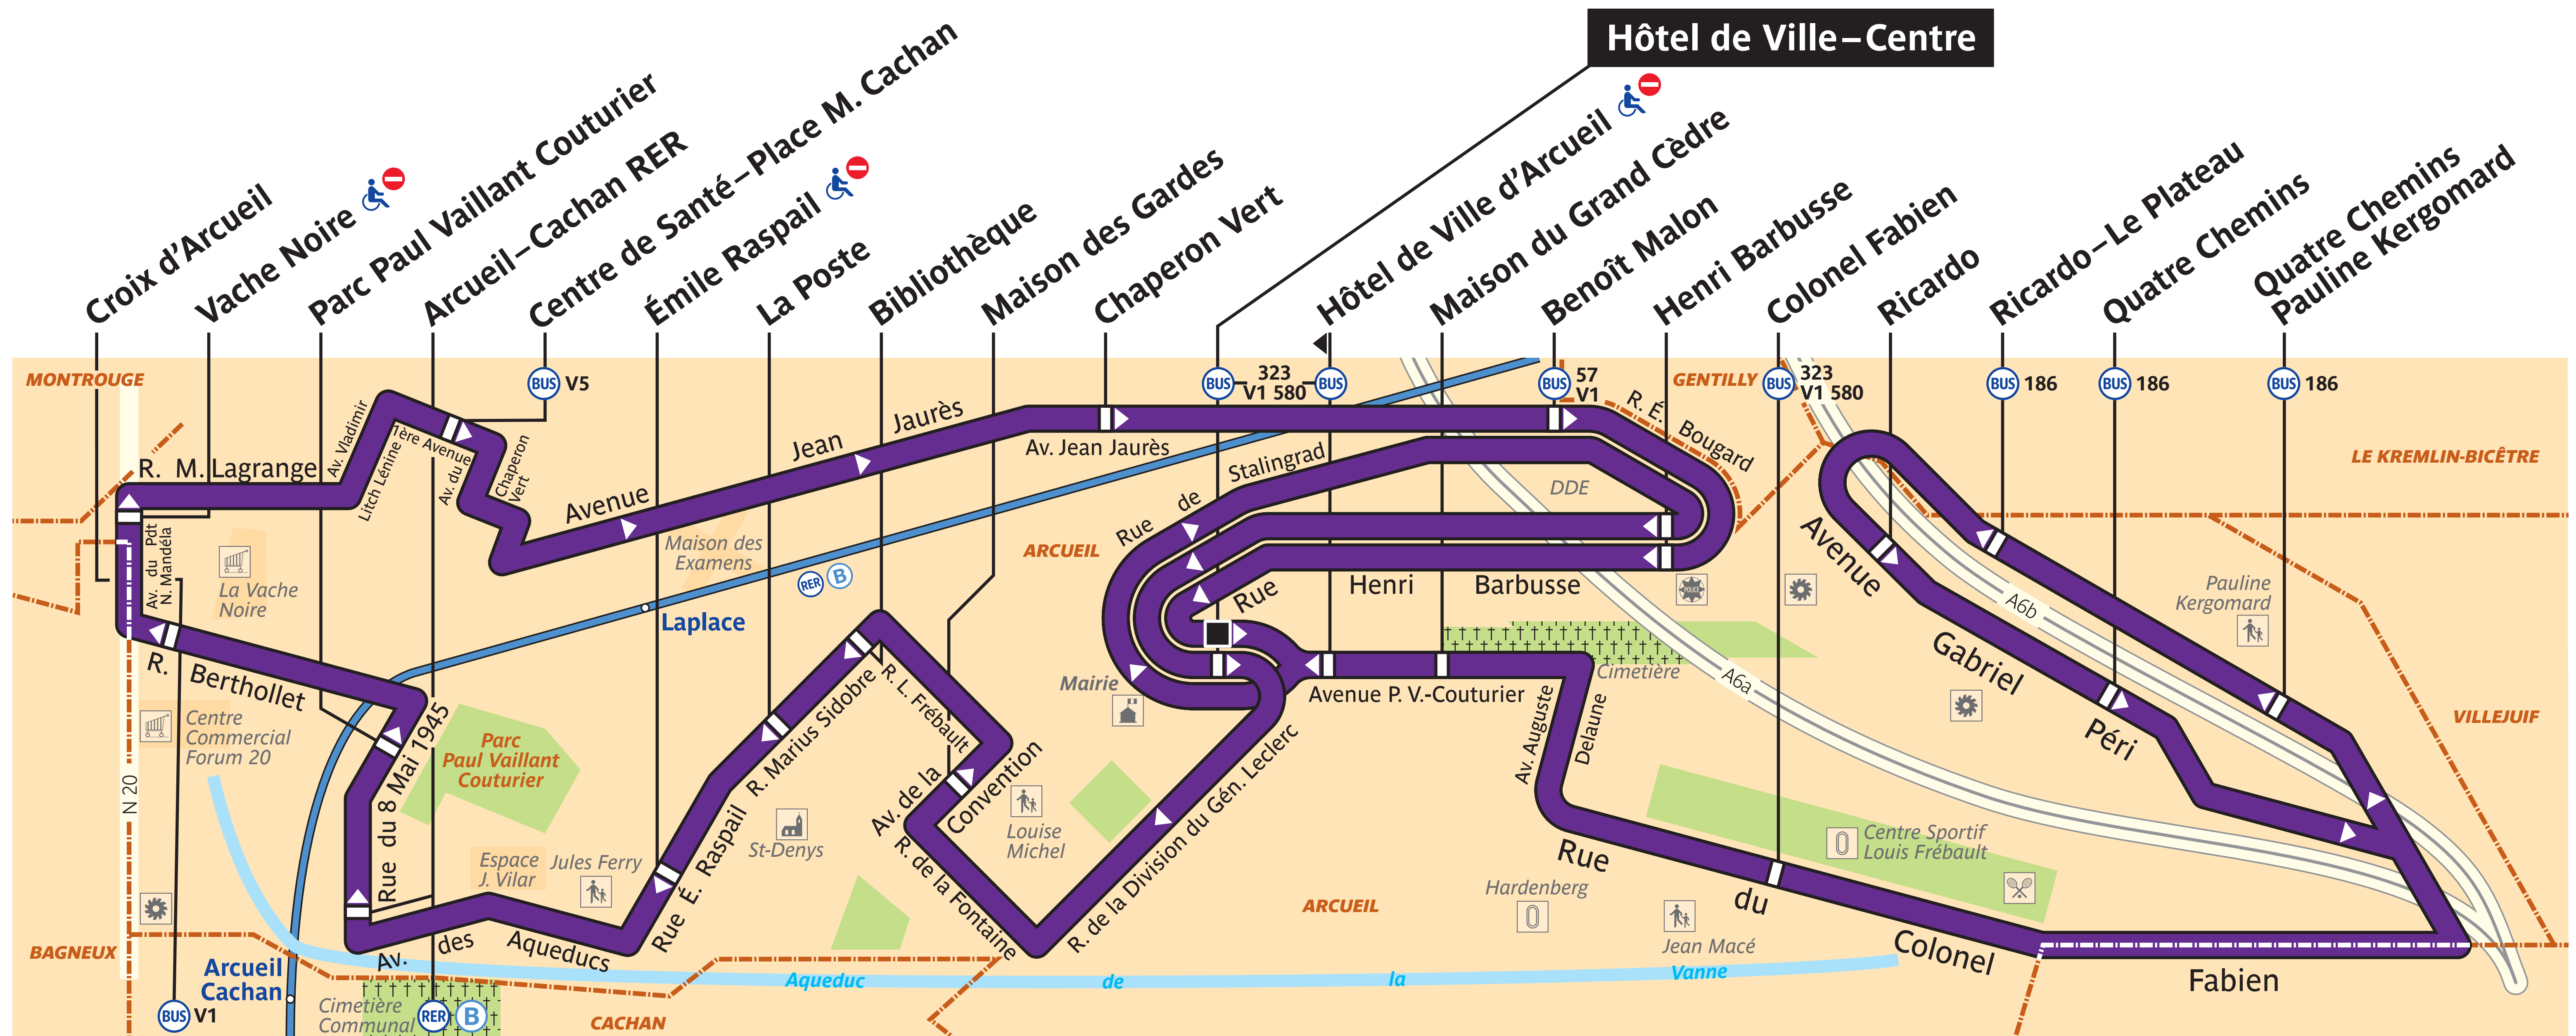 Hôtel de Ville–Centre
Croix d'Arcueil
Vache Noire
Parc Paul Vaillant Couturier
Arcueil–Cachan RER
Centre de Santé–Place M. Cachan
Émile Raspail
La Poste
Bibliothèque
Maison des Gardes
Chaperon Vert
Hôtel de Ville d'Arcueil
Maison du Grand Cèdre
Benoît Malon
Henri Barbusse
Colonel Fabien
Ricardo
Ricardo–Le Plateau
Quatre Chemins
Quatre Chemins
Pauline Kergomard
MONTROUGE
BUS V5
BUS 323 BUS
V1 580
BUS 57
V1
GENTILLY
BUS 323
V1 580
BUS 186
BUS 186
BUS 186
R. M. Lagrange
Av. Vladimir
Litch Lénine
1ère Avenue
Av. du
Chaperon
Vert
Avenue Jean Jaurès
Av. Jean Jaurès
R. É. Bougard
LE KREMLIN-BICÊTRE
Rue de Stalingrad
DDE
Av. du Pdt
N. Mandéla
La Vache
Noire
Maison des
Examens
RER B
Laplace
ARCUEIL
Rue Henri Barbusse
POLICE
Avenue Gabriel Péri
A6b
Pauline
Kergomard
R. Berthollet
Centre
Commercial
Forum 20
N 20
Parc
Paul Vaillant
Couturier
Rue du 8 Mai 1945
R. Marius Sidobre
R. L. Frébault
Mairie
Avenue P. V.-Couturier
Cimetière
A6a
Av. Auguste
Delaune
VILLEJUIF
Av. de la
Convention
Louise
Michel
R. de la Fontaine
R. de la Division du Gén. Leclerc
St-Denys
Espace
J. Vilar
Jules Ferry
Rue É. Raspail
Av. des Aqueducs
Centre Sportif
Louis Frébault
Hardenberg
ARCUEIL
Jean Macé
Rue du Colonel Fabien
BAGNEUX
Arcueil
Cachan
Aqueduc de la Vanne
BUS V1
Cimetière
Communal
RER B
CACHAN